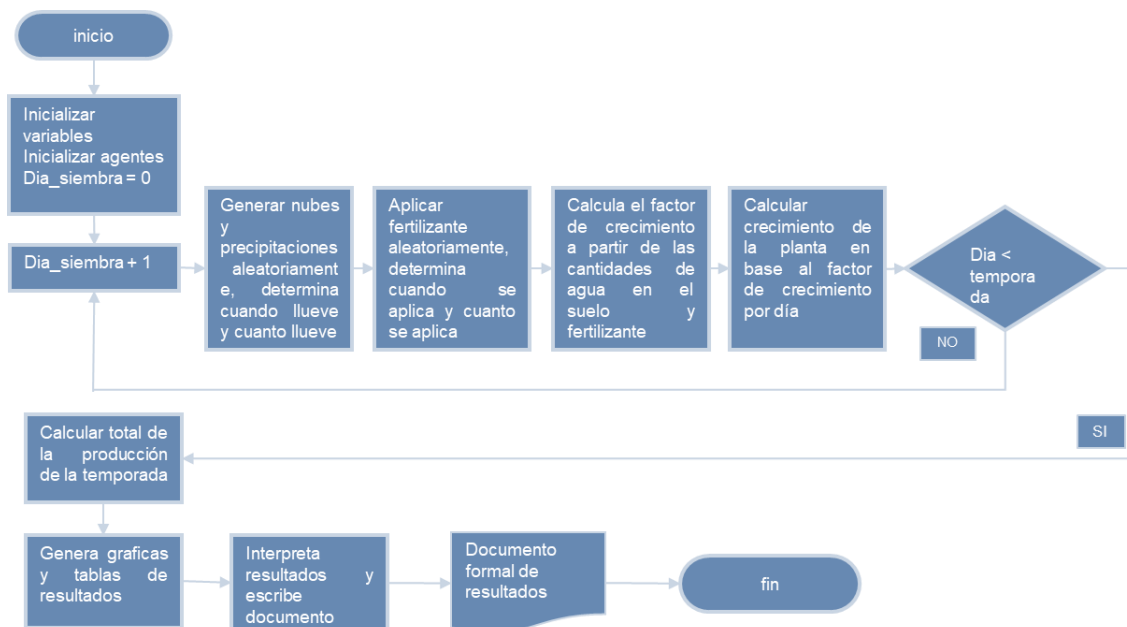 inicio
Inicializar
variables
Inicializar agentes
Dia_siembra = 0
Dia_siembra + 1
Generar nubes
y
precipitaciones
aleatoriament
e, determina
cuando llueve
y cuanto llueve
Aplicar
fertilizante
aleatoriamente,
determina
cuando se
aplica y cuanto
se aplica
Calcula el factor
de crecimiento
a partir de las
cantidades de
agua en el
suelo y
fertilizante
Calcular
crecimiento de
la planta en
base al factor
de crecimiento
por día
Dia <
tempora
da
NO
SI
Calcular total de
la producción
de la temporada
Genera graficas
y tablas de
resultados
Interpreta
resultados y
escribe
documento
Documento
formal de
resultados
fin